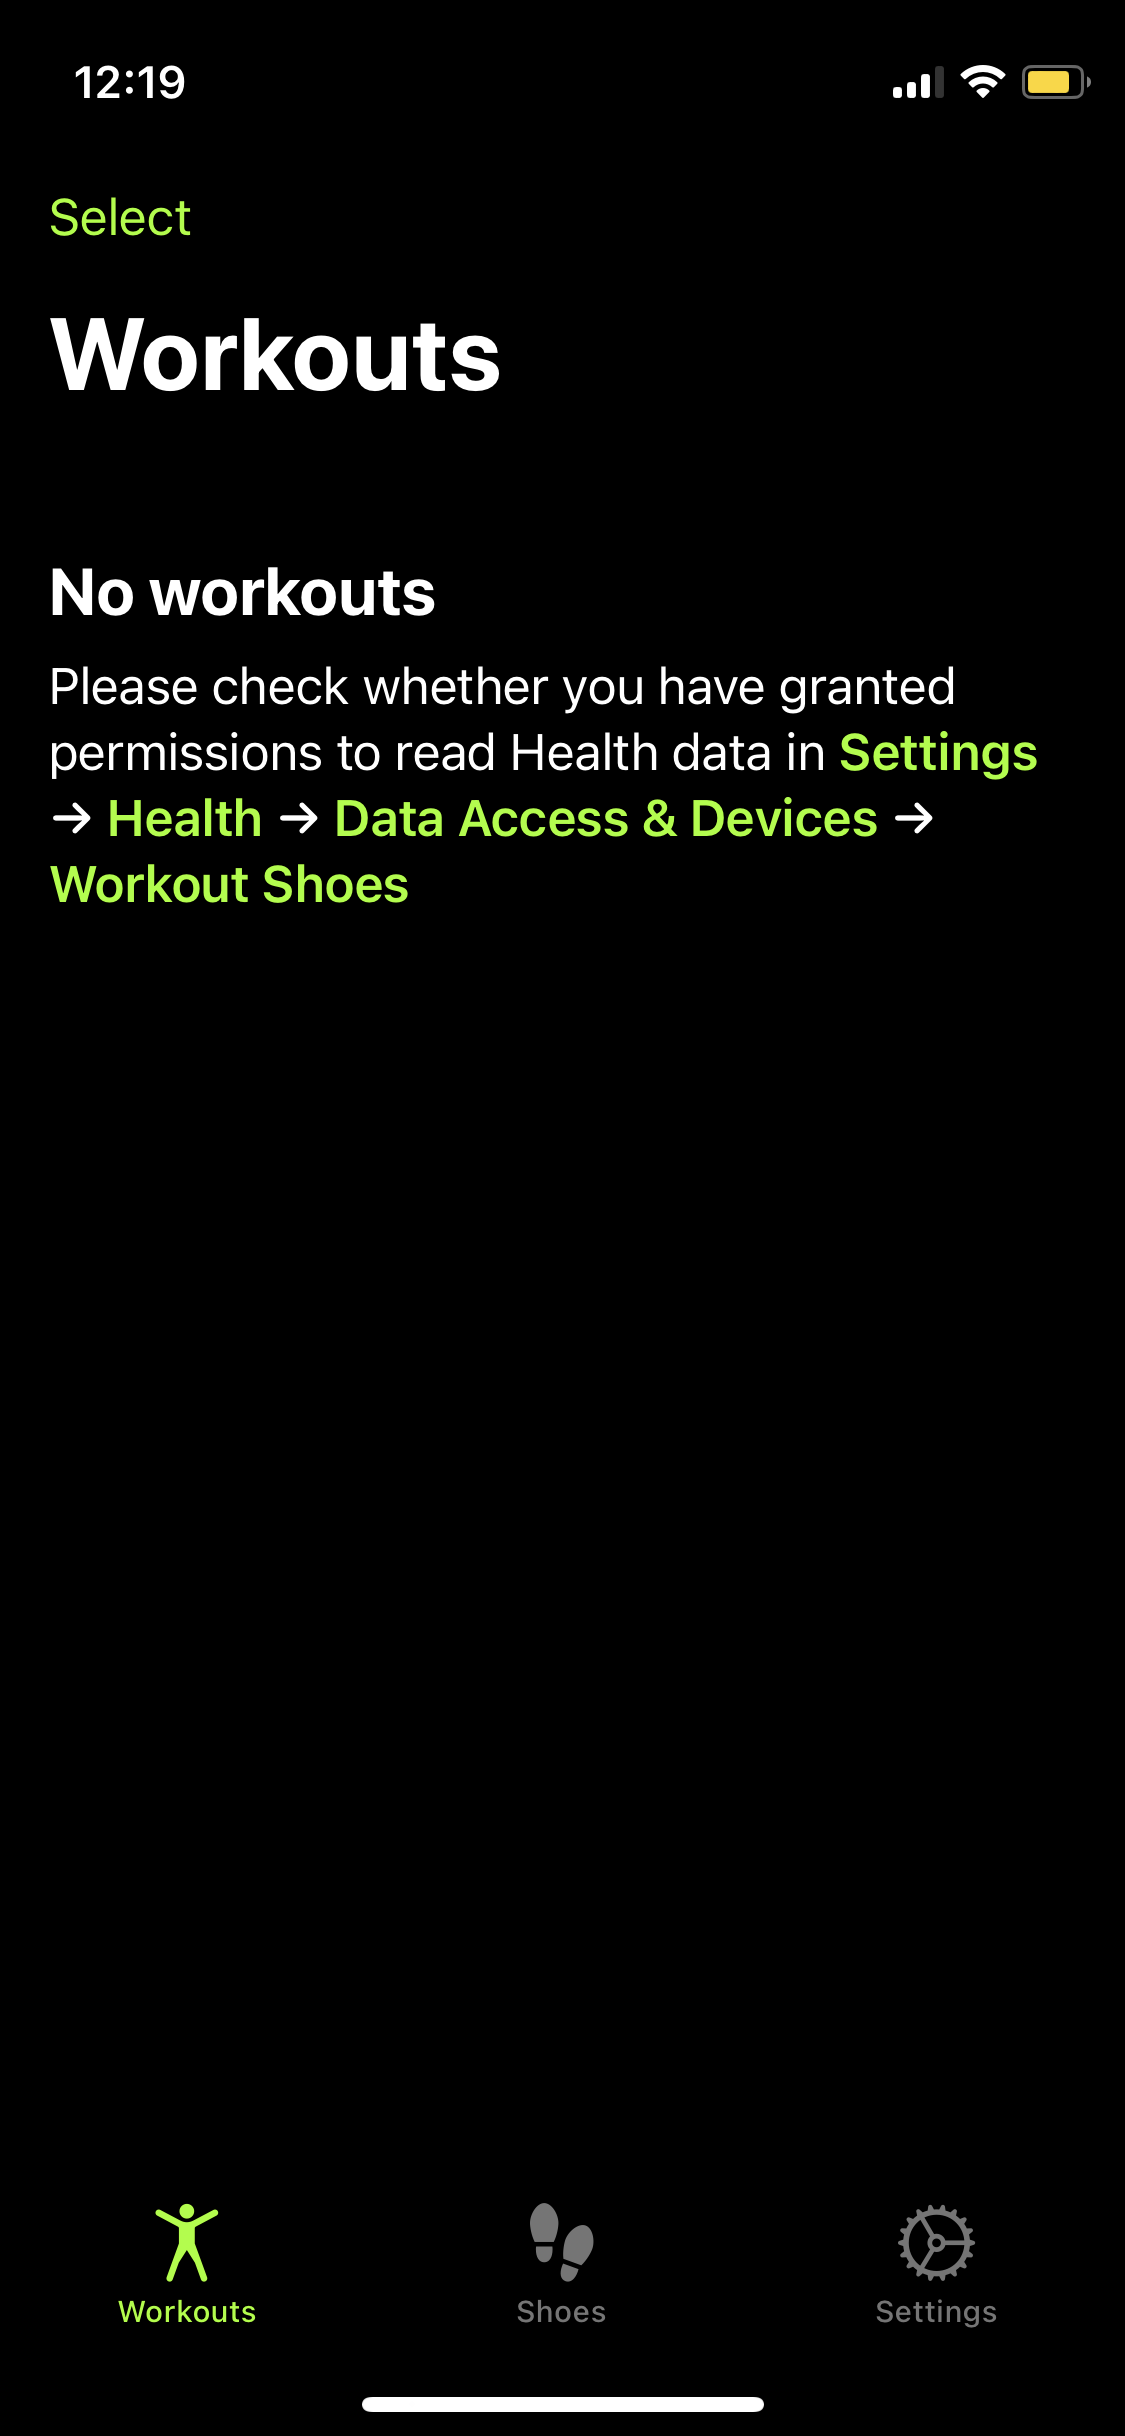 12:19
Select
Workouts
No workouts
Please check whether you have granted
permissions to read Health data in Settings
→ Health → Data Access & Devices →
Workout Shoes
Workouts
Shoes
Settings